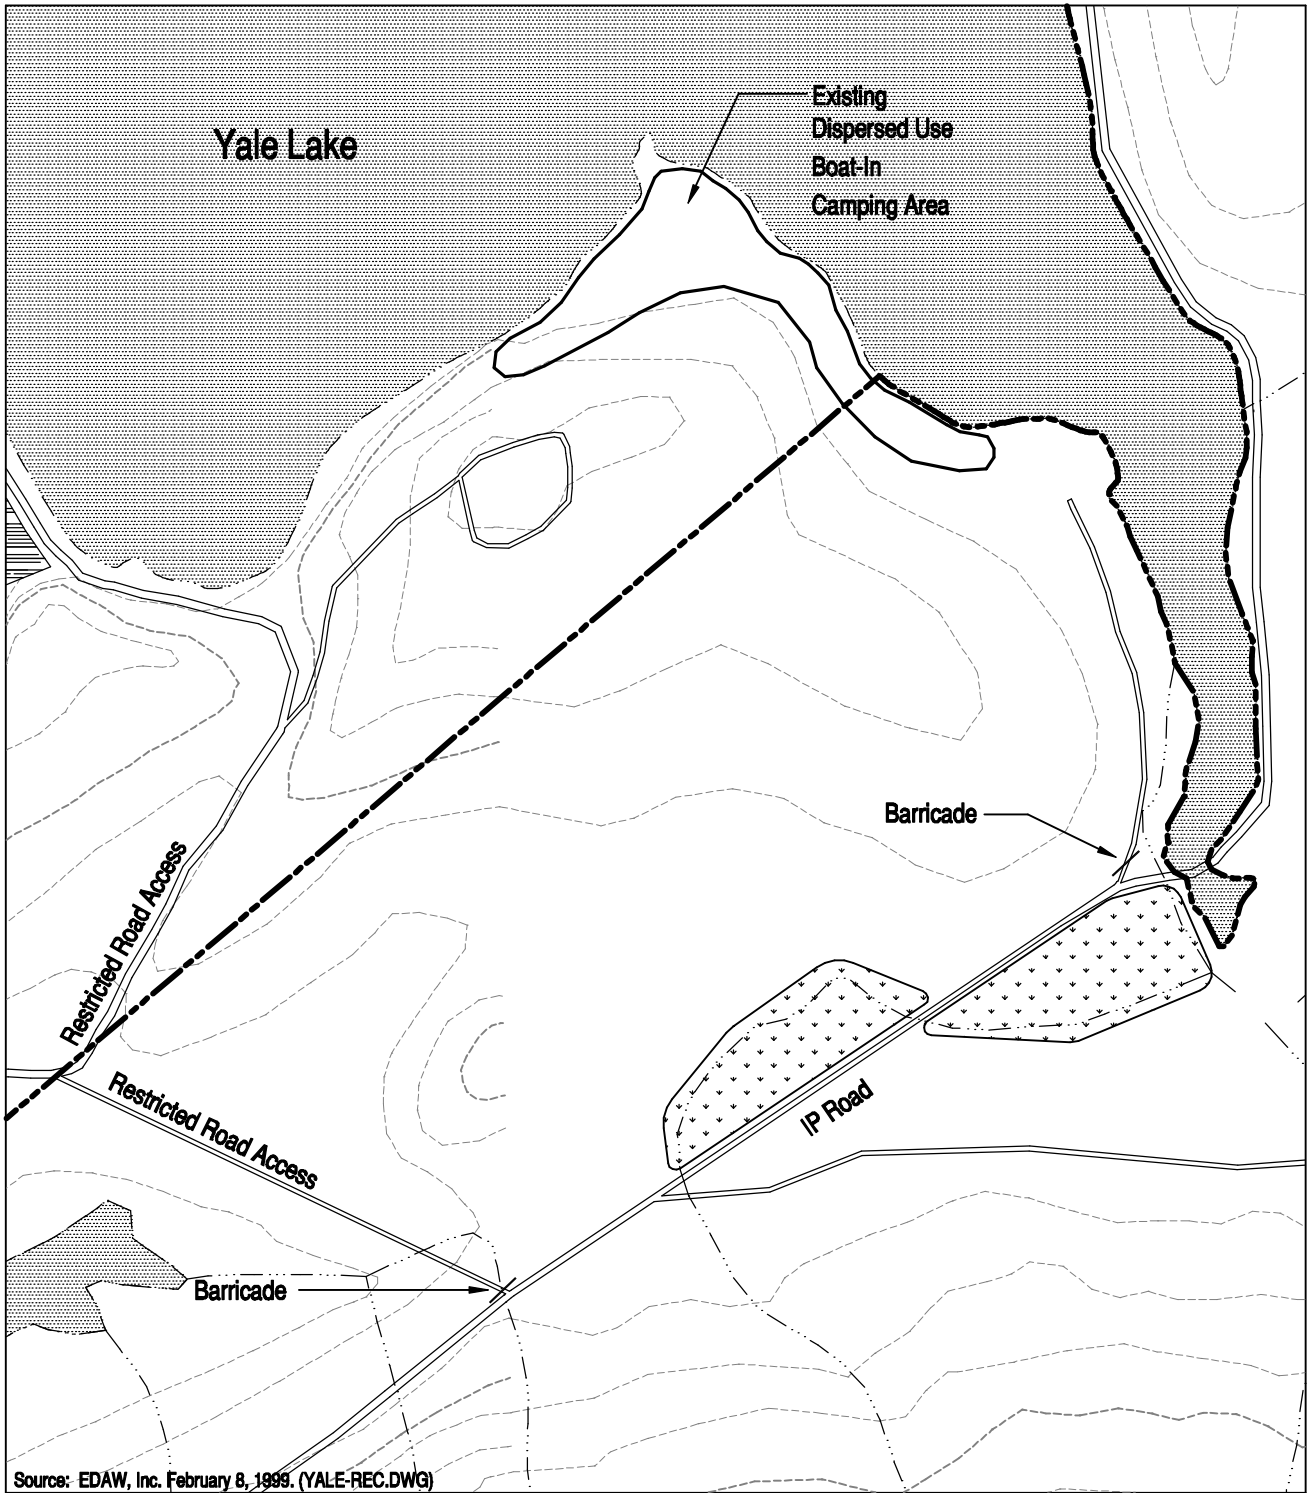 Yale Lake
Existing
Dispersed Use
Boat-In
Camping Area
Barricade
Restricted Road Access
Restricted Road Access
IP Road
Barricade
Source: EDAW, Inc. February 8, 1999. (YALE-REC.DWG)